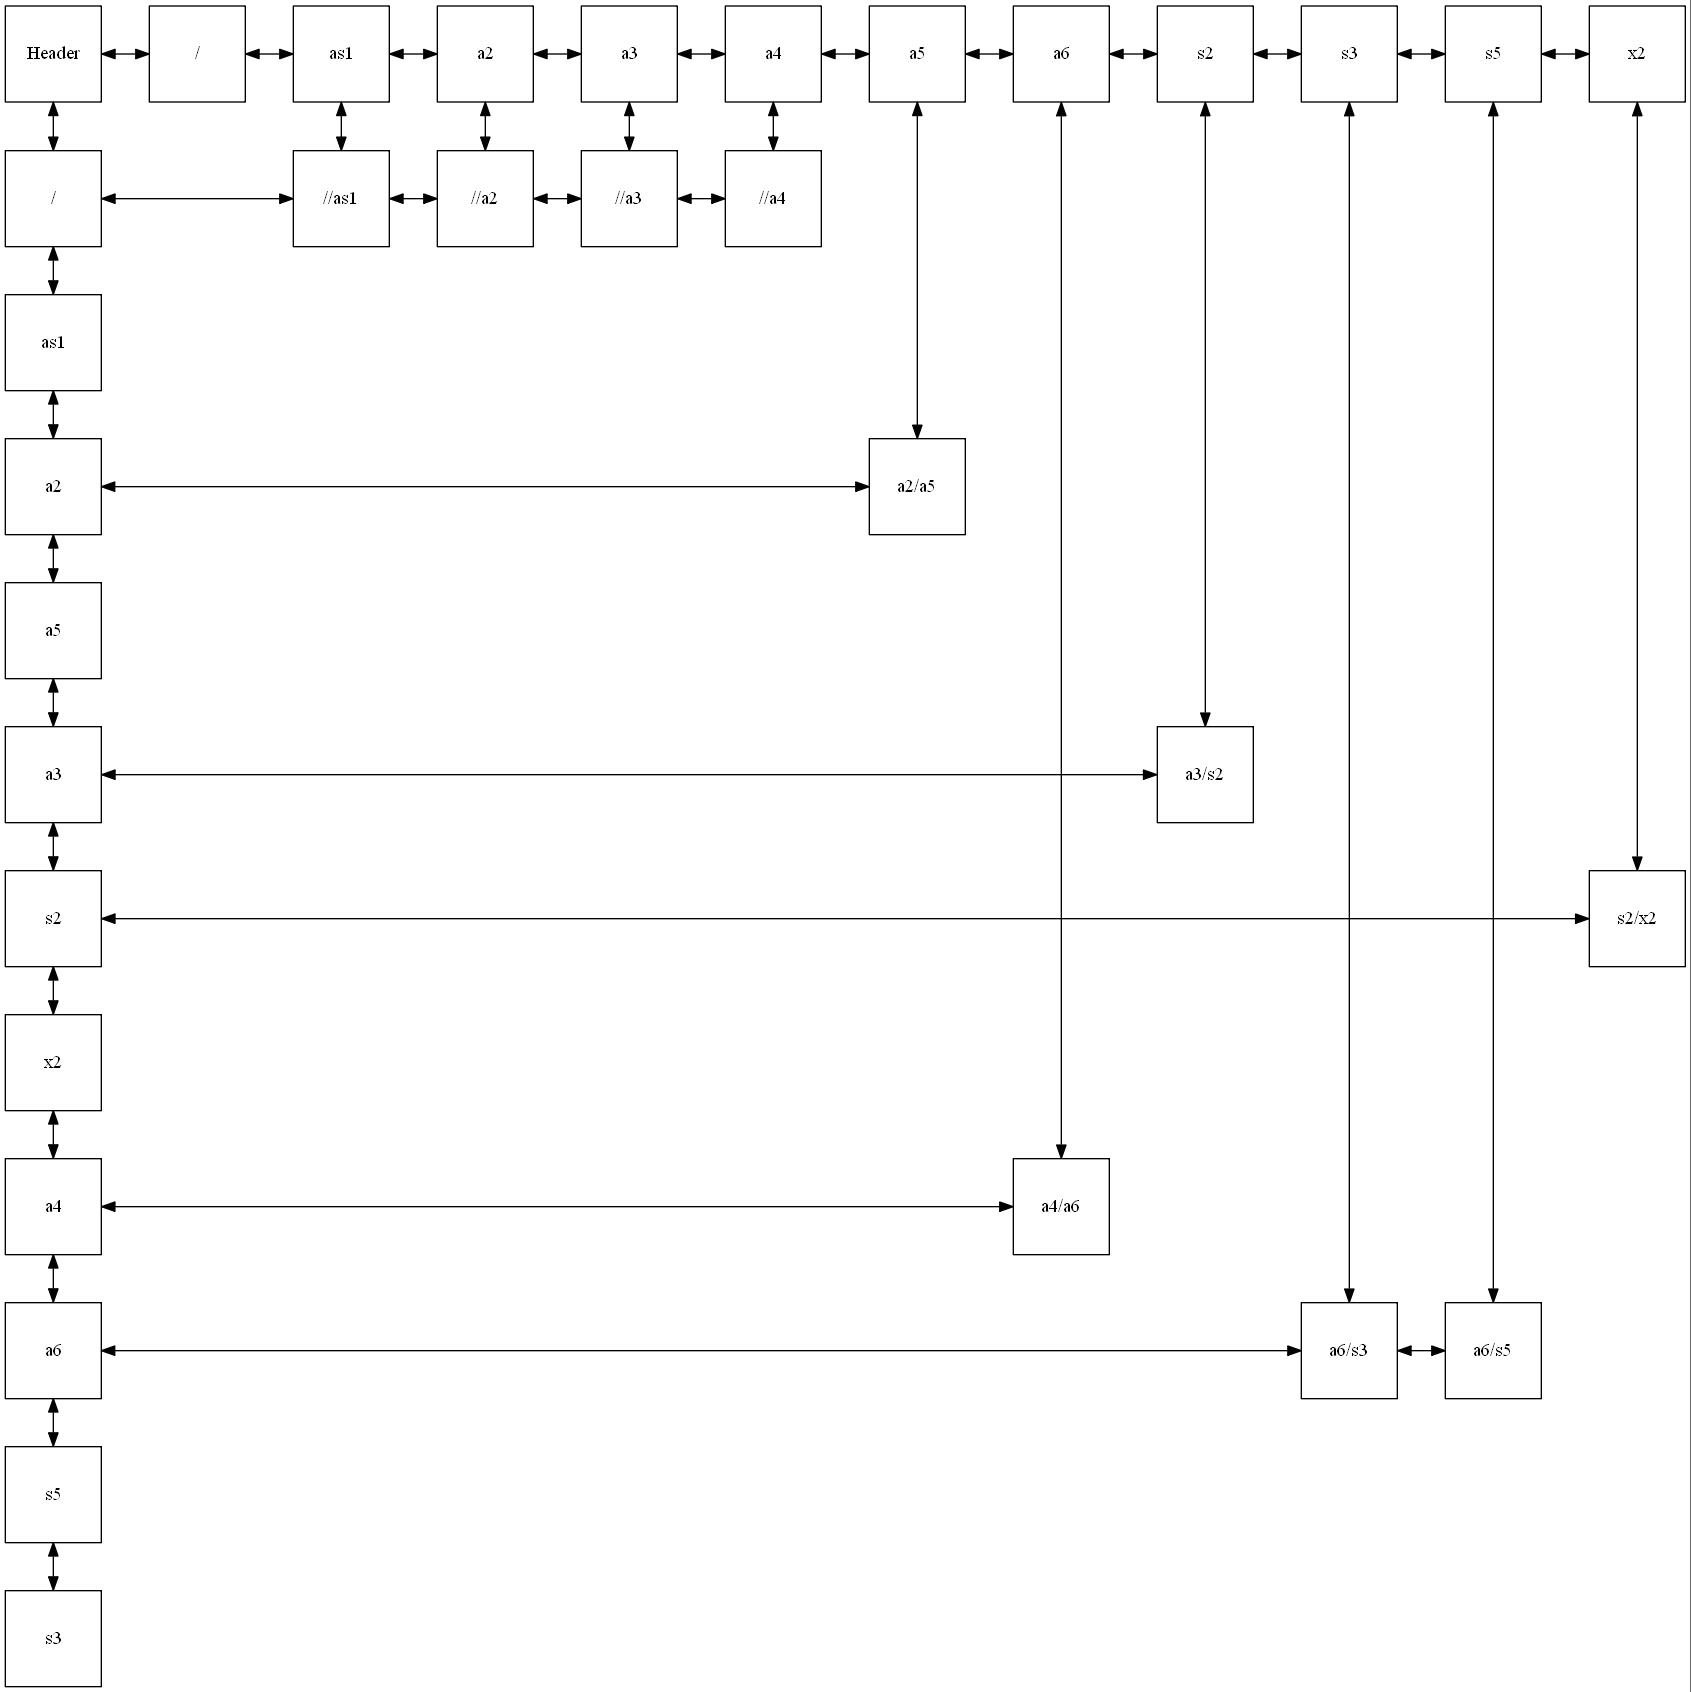 Header / as1 a2 a3 a4 a5 a6 s2 s3 s5 x2
/ //as1 //a2 //a3 //a4
as1
a2 a2/a5
a5
a3 a3/s2
s2 s2/x2
x2
a4 a4/a6
a6 a6/s3 a6/s5
s5
s3